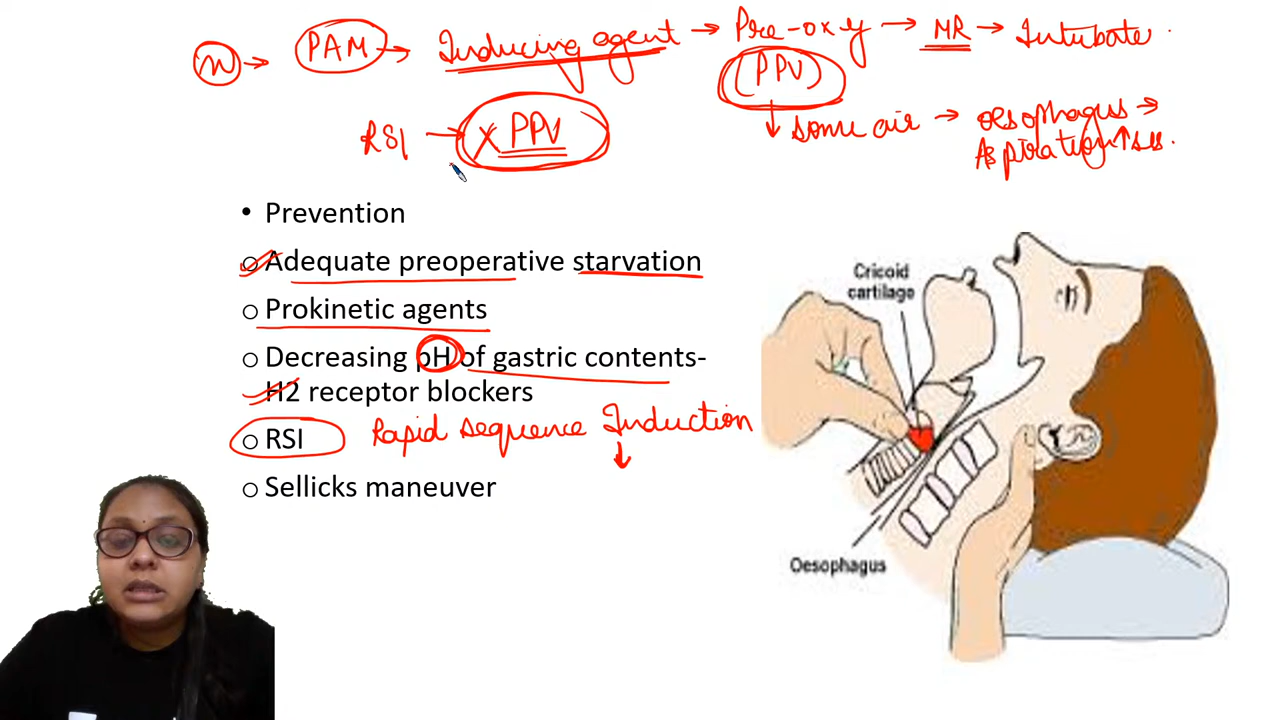 (N) → PAM → Inducing agent → Pre-oxy → MR → Intubate.
(PPV)
RSI → X PPV
↓ some air → oesophagus →
Aspiration↑ses.
• Prevention
o Adequate preoperative starvation
o Prokinetic agents
o Decreasing pH of gastric contents-
H2 receptor blockers
o RSI Rapid sequence Induction
↓
o Sellicks maneuver
Cricoid
cartilage
Oesophagus